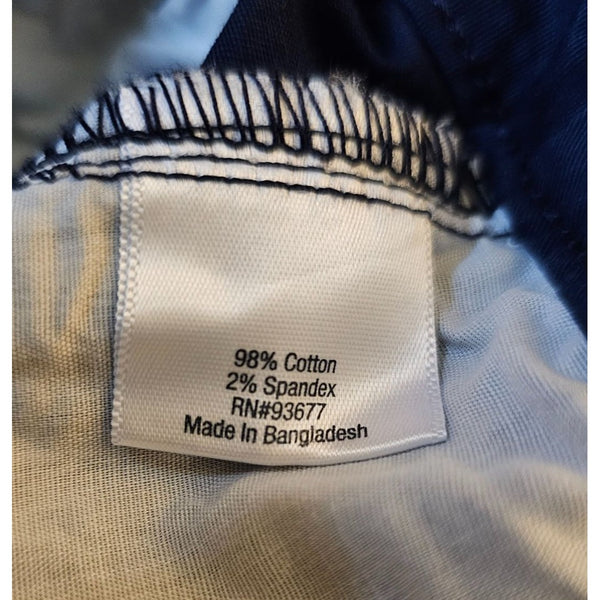 98% Cotton
2% Spandex
RN#93677
Made In Bangladesh